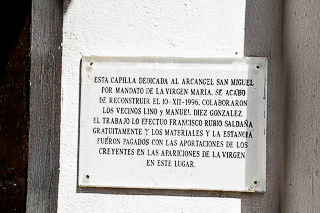 ESTA CAPILLA DEDICADA AL ARCANGEL SAN MIGUEL
POR MANDATO DE LA VIRGEN MARIA, SE ACABO
DE RECONSTRUIR EL 10-XII-1996, COLABORARON
LOS VECINOS LINO y MANUEL DIEZ GONZALEZ.
EL TRABAJO LO EFECTUO FRANCISCO RUBIO SALDAÑA
GRATUITAMENTE Y LOS MATERIALES Y LA ESTANCIA
FUERON PAGADOS CON LAS APORTACIONES DE LOS
CREYENTES EN LAS APARICIONES DE LA VIRGEN
EN ESTE LUGAR.